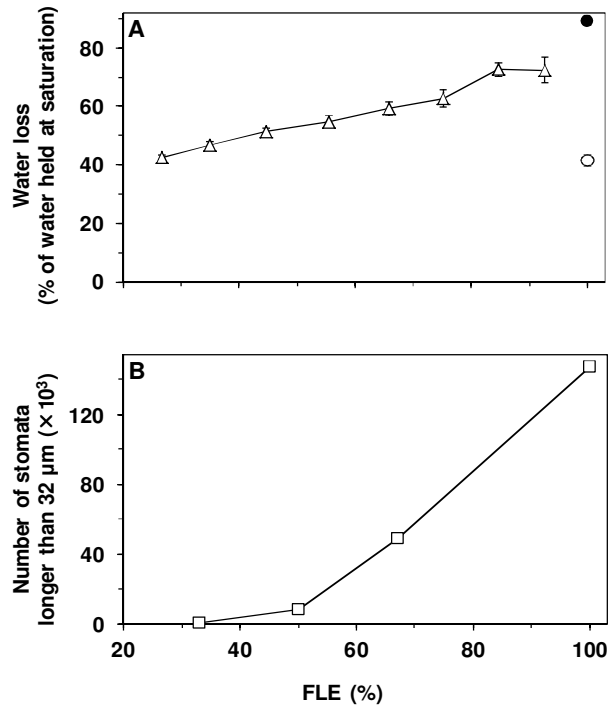 A
Water loss
(% of water held at saturation)
80
60
40
20
0
B
Number of stomata
longer than 32 μm (×10³)
120
80
40
0
20
40
60
80
100
FLE (%)